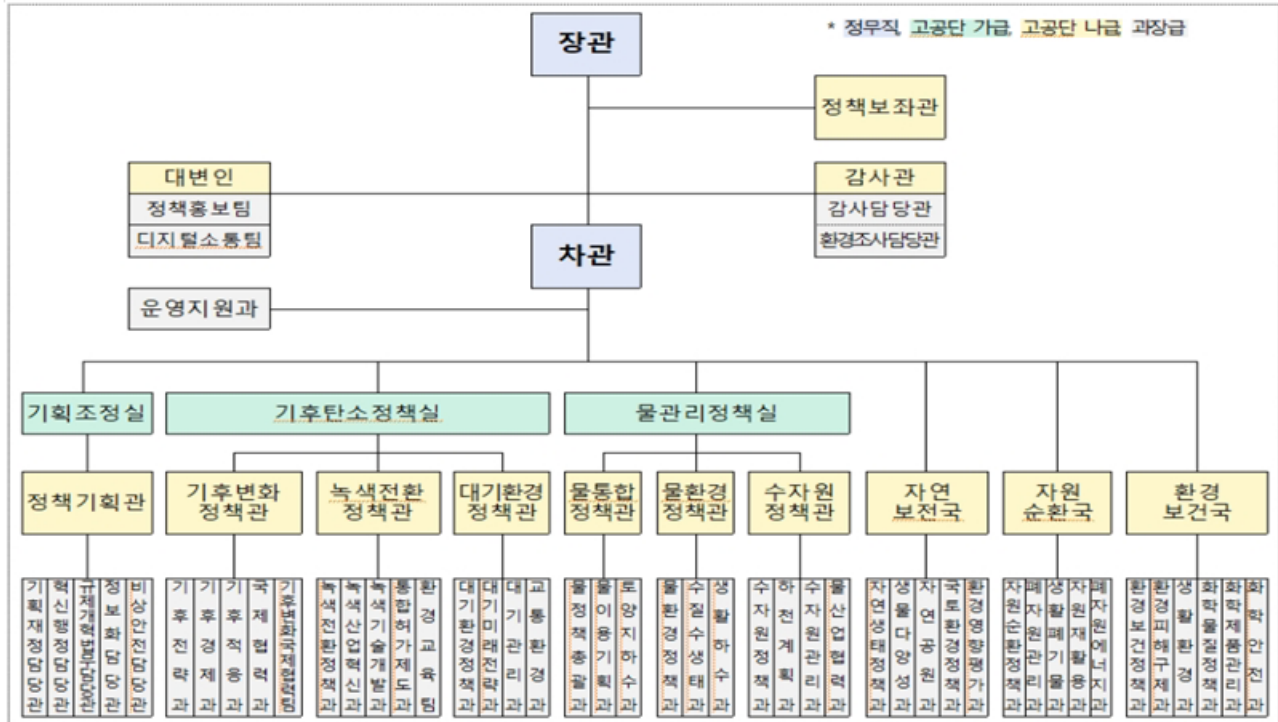 장관
* 정무직, 고공단 가급, 고공단 나급, 과장급
정책보좌관
대변인
정책홍보팀
디지털소통팀
감사관
감사담당관
환경조사담당관
차관
운영지원과
기획조정실
기후탄소정책실
물관리정책실
정책기획관
기후변화
정책관
녹색전환
정책관
대기환경
정책관
물통합
정책관
물환경
정책관
수자원
정책관
자연
보전국
자원
순환국
환경
보건국
기획재정담당관
혁신행정담당관
규제개혁법무담당관
정보화담당관
비상안전담당관
기후전략과
기후경제과
기후적응과
국제협력과
기후변화국제협력팀
녹색전환정책과
녹색산업혁신과
녹색기술개발과
통합허가제도과
환경교육팀
대기환경정책과
대기미래전략과
대기관리과
교통환경과
물정책총괄과
물이용기획과
토양지하수과
물환경정책과
수질수생태과
생활하수과
수자원정책과
하천계획과
수자원관리과
물산업협력과
자연생태정책과
생물다양성과
자연공원과
국토환경정책과
환경영향평가과
자원순환정책과
폐자원관리과
생활폐기물과
자원재활용과
폐자원에너지과
환경보건정책과
환경피해구제과
생활환경과
화학물질정책과
화학제품관리과
화학안전과